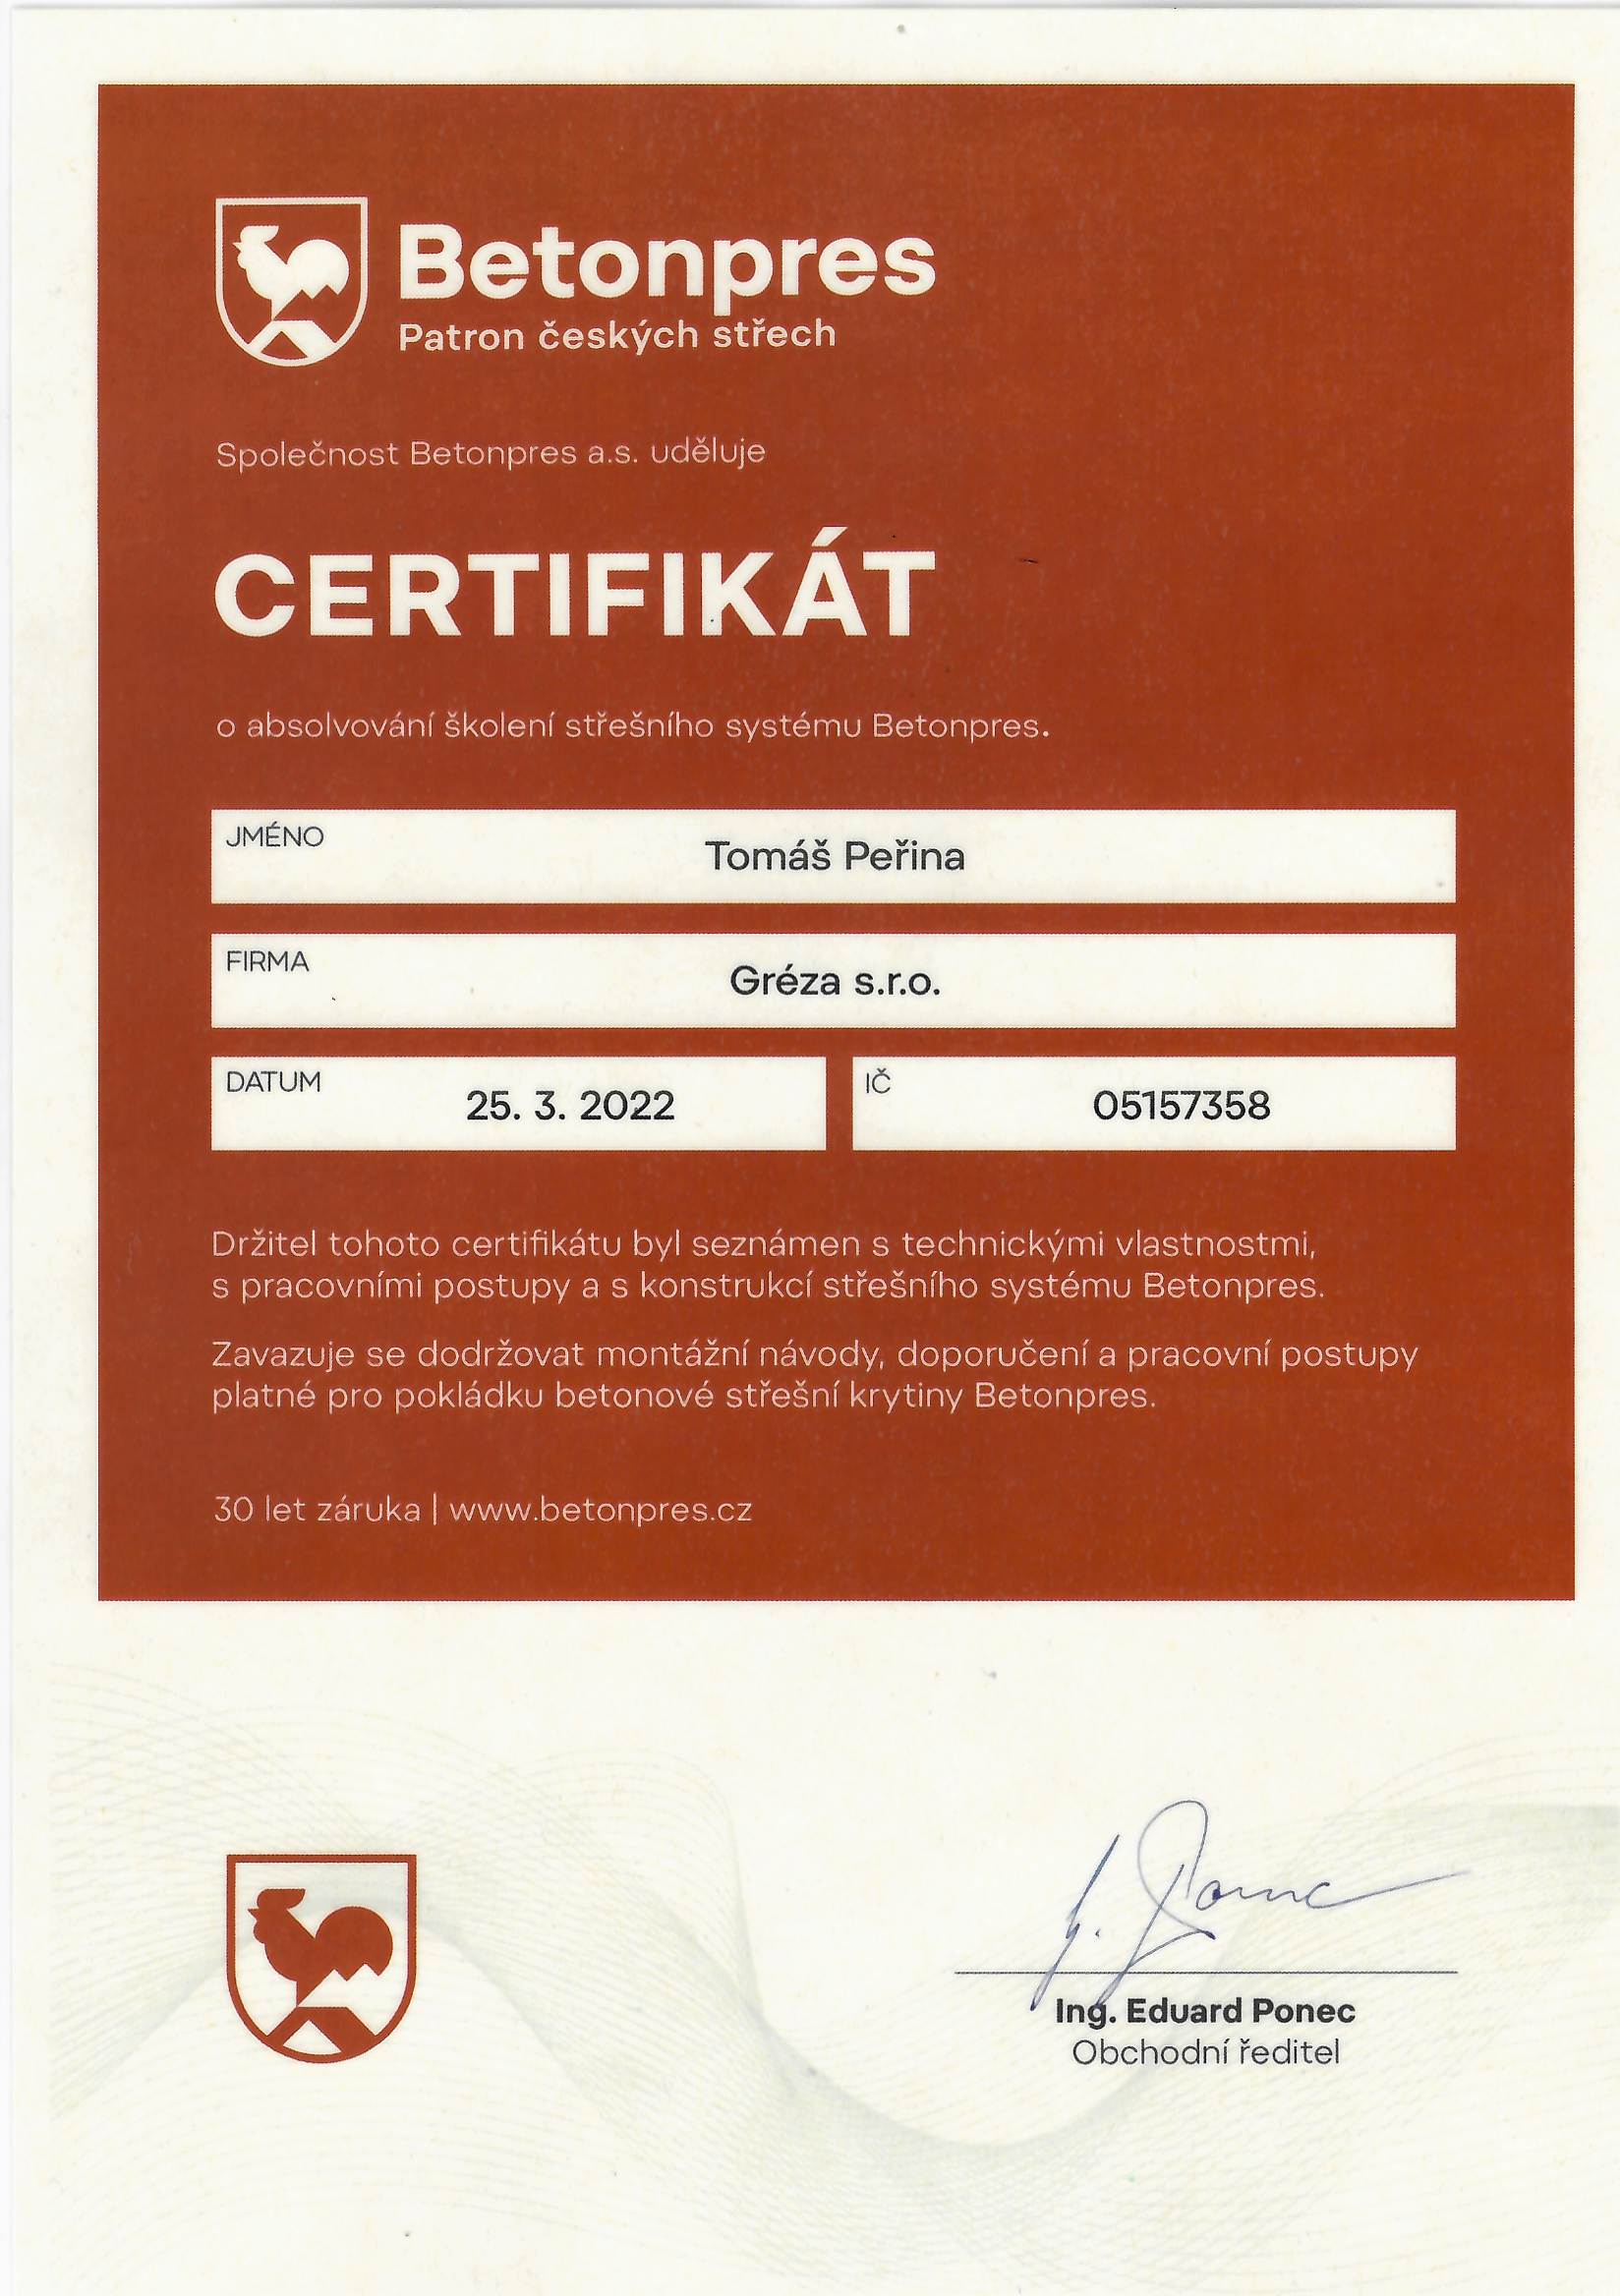 Betonpres
Patron českých střech
Společnost Betonpres a.s. uděluje
CERTIFIKÁT
o absolvování školení střešního systému Betonpres.
JMÉNO
Tomáš Peřina
FIRMA
Gréza s.r.o.
DATUM
25. 3. 2022
IČ
05157358
Držitel tohoto certifikátu byl seznámen s technickými vlastnostmi,
s pracovními postupy a s konstrukcí střešního systému Betonpres.
Zavazuje se dodržovat montážní návody, doporučení a pracovní postupy
platné pro pokládku betonové střešní krytiny Betonpres.
30 let záruka | www.betonpres.cz
Ing. Eduard Ponec
Obchodní ředitel